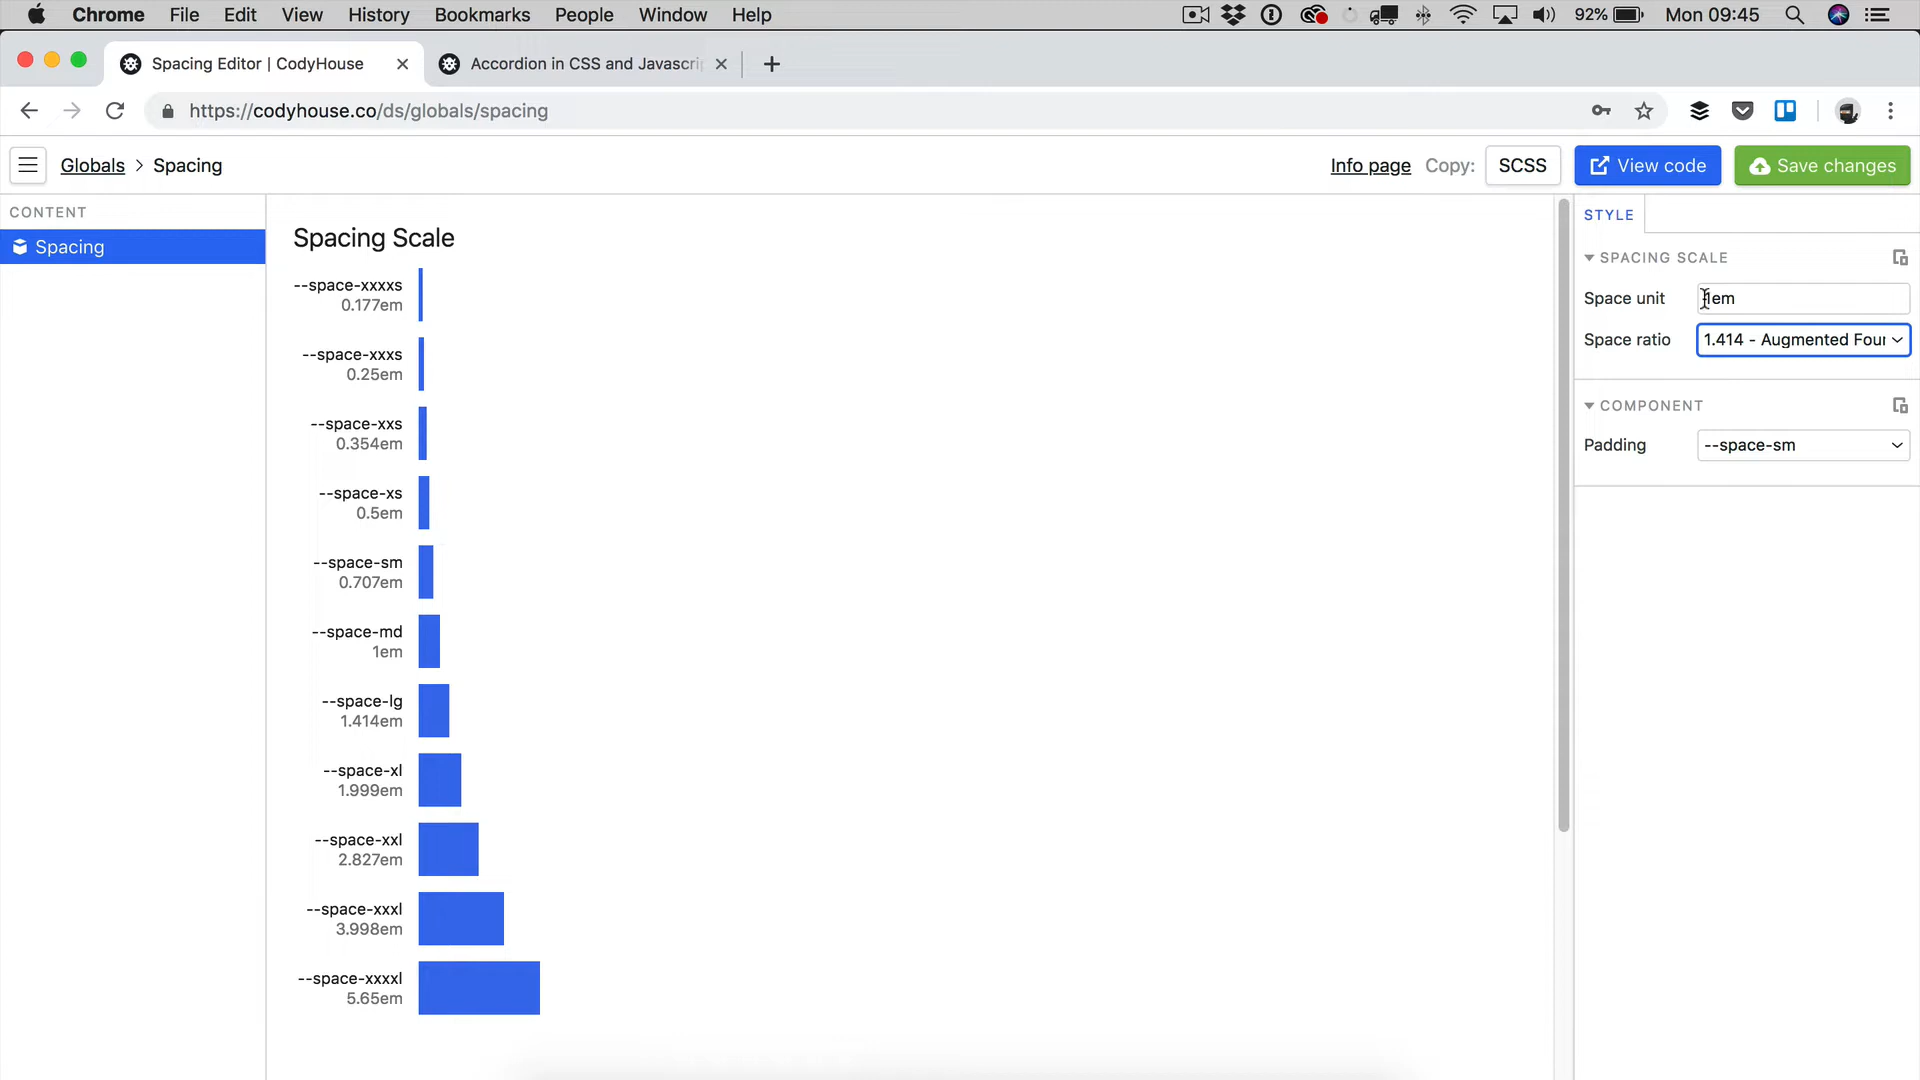 Chrome File Edit View History Bookmarks People Window Help 92% Mon 09:45
Spacing Editor | CodyHouse Accordion in CSS and Javascri
https://codyhouse.co/ds/globals/spacing
Globals > Spacing Info page Copy: SCSS View code Save changes
CONTENT
Spacing
Spacing Scale
--space-xxxxs
0.177em
--space-xxxs
0.25em
--space-xxs
0.354em
--space-xs
0.5em
--space-sm
0.707em
--space-md
1em
--space-lg
1.414em
--space-xl
1.999em
--space-xxl
2.827em
--space-xxxl
3.998em
--space-xxxxl
5.65em
STYLE
SPACING SCALE
Space unit 1em
Space ratio 1.414 - Augmented Four
COMPONENT
Padding --space-sm